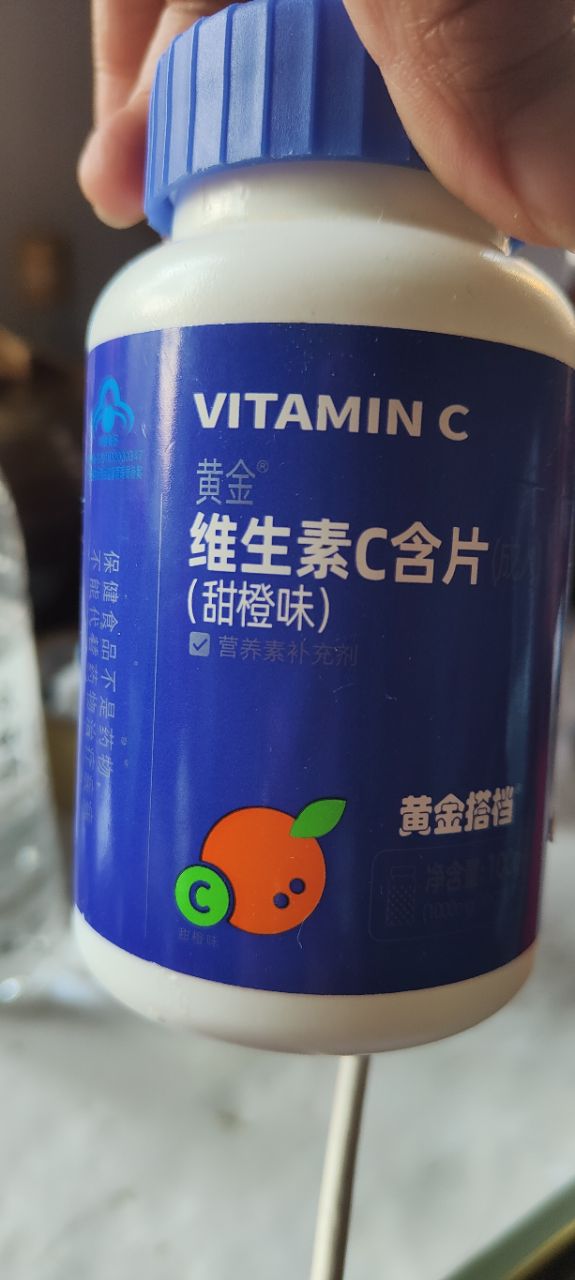 VITAMIN C
黄金®
维生素C含片
(甜橙味)
营养素补充剂
保健食品不是药物
不能代替药物治疗疾病
黄金搭档
净含量
C
甜橙味